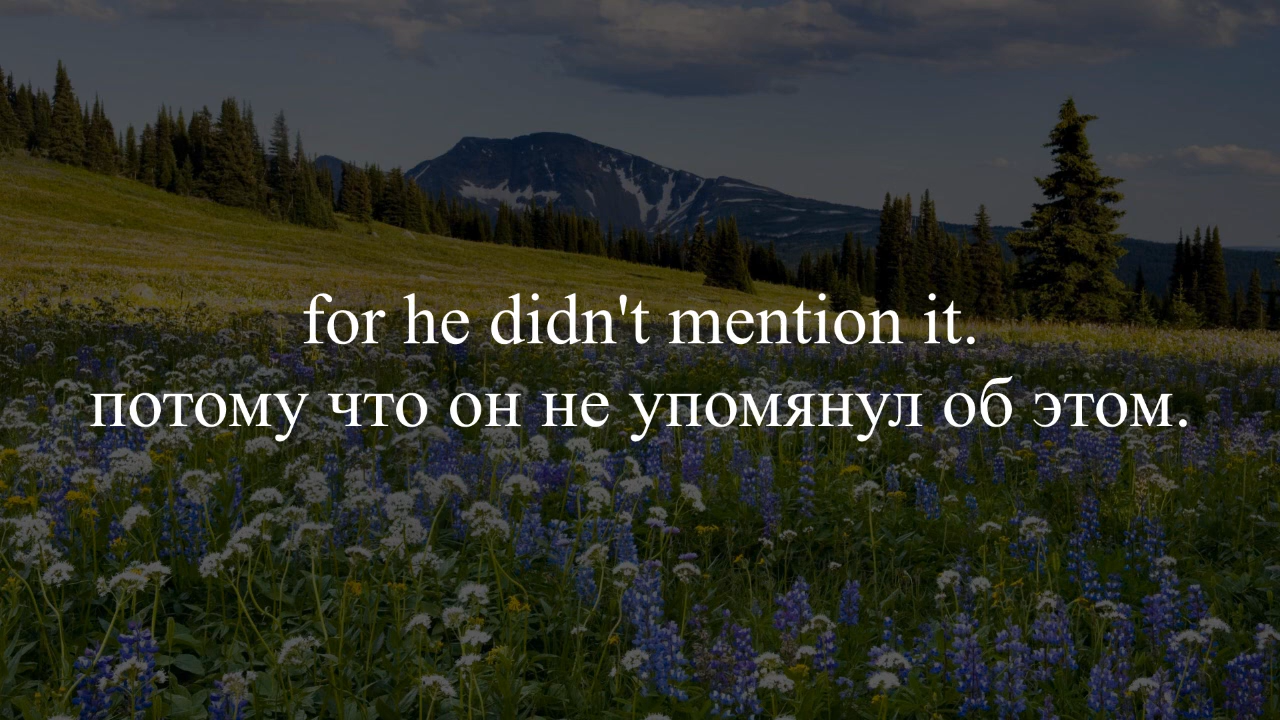 for he didn't mention it.
потому что он не упомянул об этом.